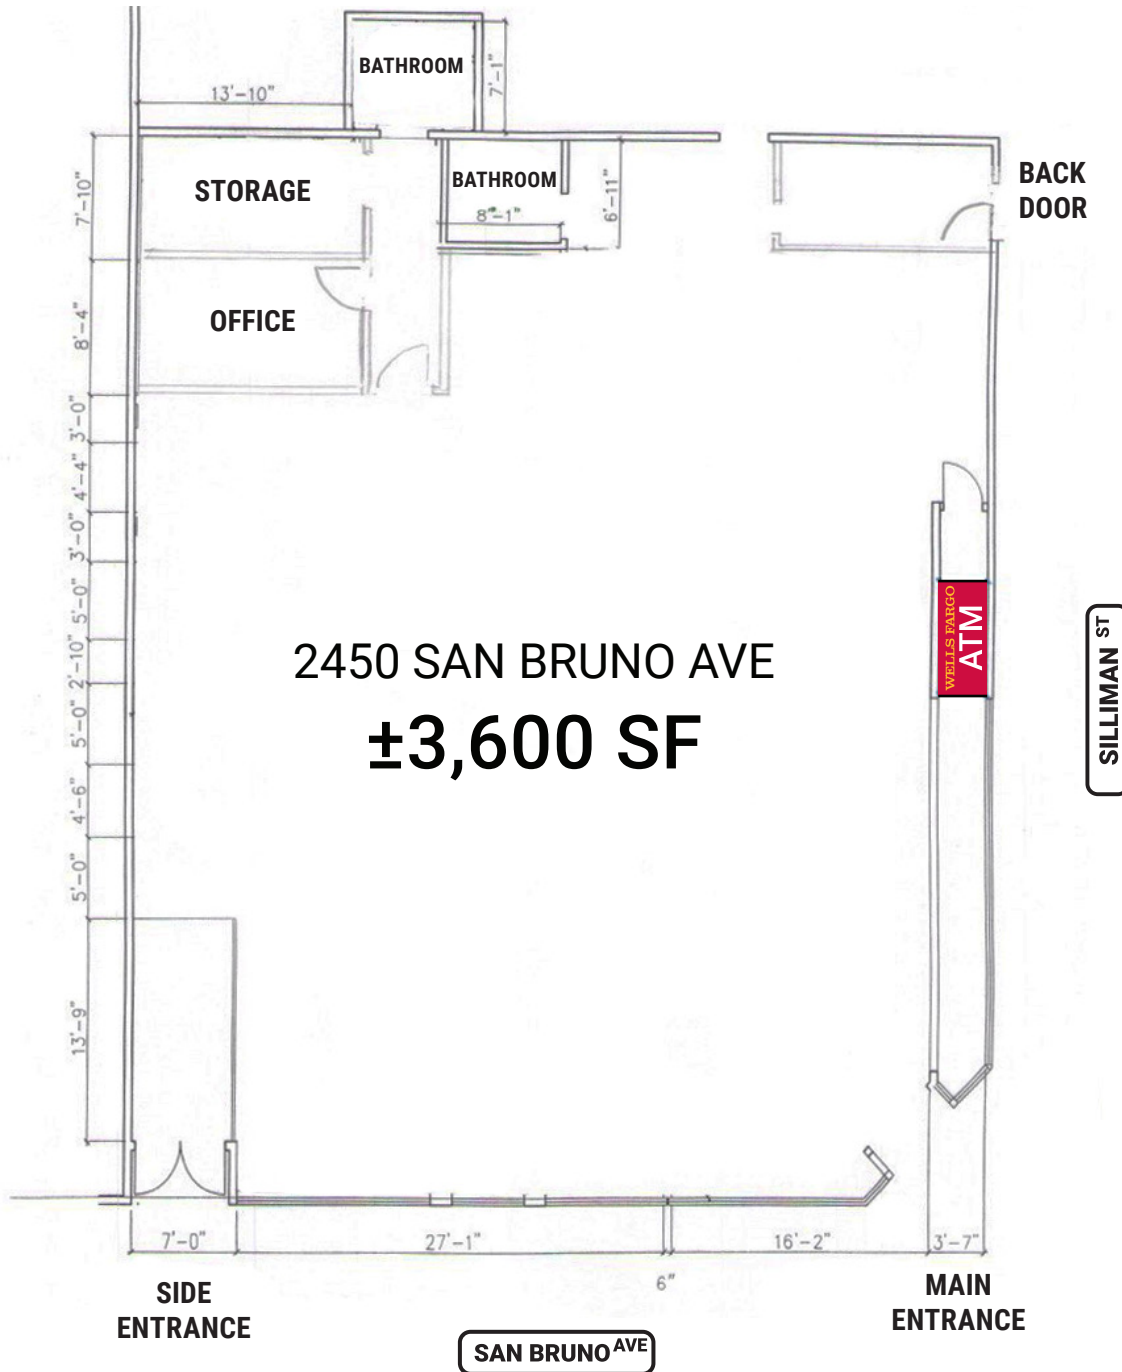 BATHROOM
7'-1"
13'-10"
STORAGE
BATHROOM
8'-1"
6'-11"
BACK
DOOR
7'-10"
OFFICE
8'-4"
3'-0"
4'-4"
3'-0"
5'-0"
2'-10"
5'-0"
4'-6"
5'-0"
13'-9"
2450 SAN BRUNO AVE
±3,600 SF
WELLS FARGO
ATM
SILLIMAN ST
7'-0"
27'-1"
6"
16'-2"
3'-7"
SIDE
ENTRANCE
MAIN
ENTRANCE
SAN BRUNO AVE